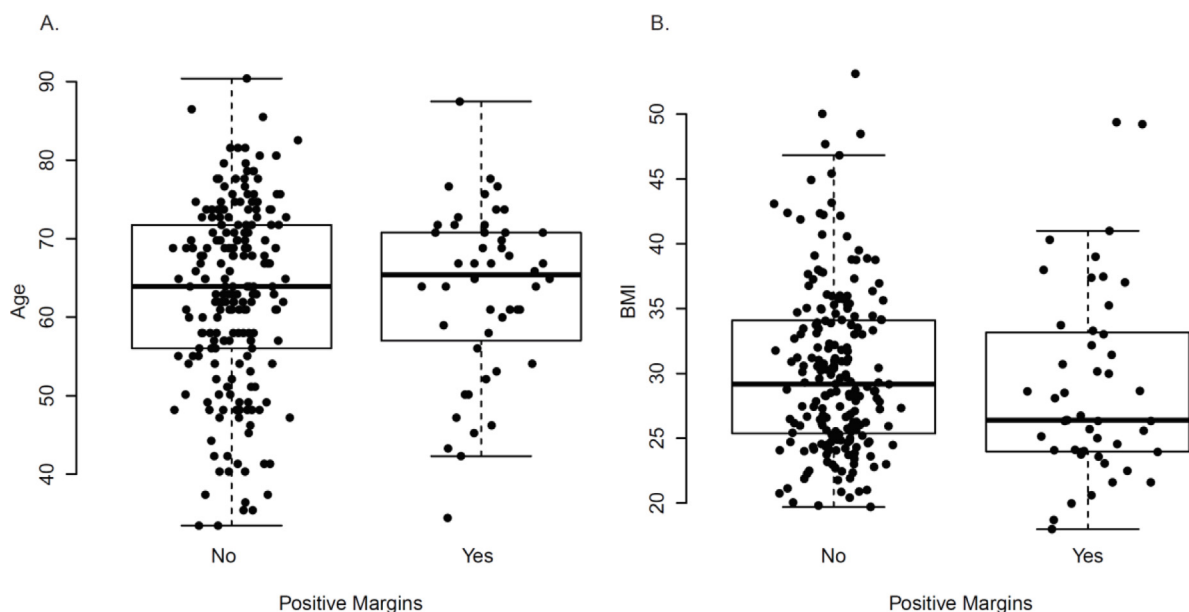 A.
Age
90
80
70
60
50
40
No
Yes
Positive Margins
B.
BMI
50
45
40
35
30
25
20
No
Yes
Positive Margins